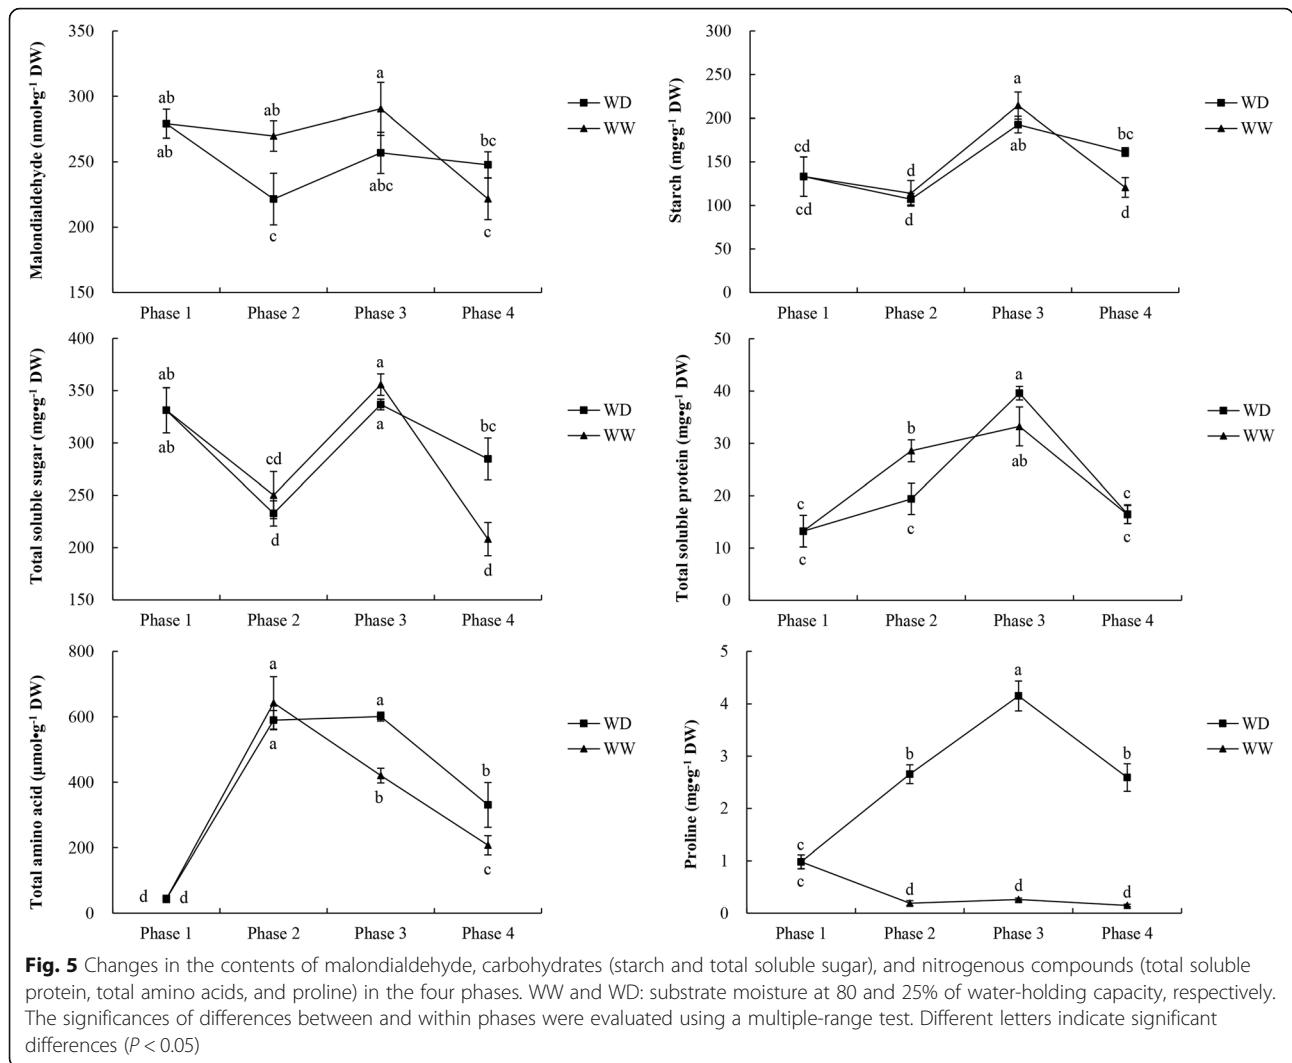 Malondialdehyde (nmol•g-1 DW)
350
300
250
200
150
ab
ab
ab
c
a
abc
bc
c
WD
WW
Phase 1 Phase 2 Phase 3 Phase 4
Starch (mg•g-1 DW)
300
250
200
150
100
50
0
cd
cd
d
d
a
ab
bc
d
WD
WW
Phase 1 Phase 2 Phase 3 Phase 4
Total soluble sugar (mg•g-1 DW)
400
350
300
250
200
150
ab
ab
cd
d
a
a
bc
d
WD
WW
Phase 1 Phase 2 Phase 3 Phase 4
Total soluble protein (mg•g-1 DW)
50
40
30
20
10
0
c
c
b
c
a
ab
c
c
WD
WW
Phase 1 Phase 2 Phase 3 Phase 4
Total amino acid (µmol•g-1 DW)
800
600
400
200
0
d d
a
a
a
b
b
c
WD
WW
Phase 1 Phase 2 Phase 3 Phase 4
Proline (mg•g-1 DW)
5
4
3
2
1
0
c
c
b
d
a
d
b
d
WD
WW
Phase 1 Phase 2 Phase 3 Phase 4
Fig. 5 Changes in the contents of malondialdehyde, carbohydrates (starch and total soluble sugar), and nitrogenous compounds (total soluble
protein, total amino acids, and proline) in the four phases. WW and WD: substrate moisture at 80 and 25% of water-holding capacity, respectively.
The significances of differences between and within phases were evaluated using a multiple-range test. Different letters indicate significant
differences (P < 0.05)